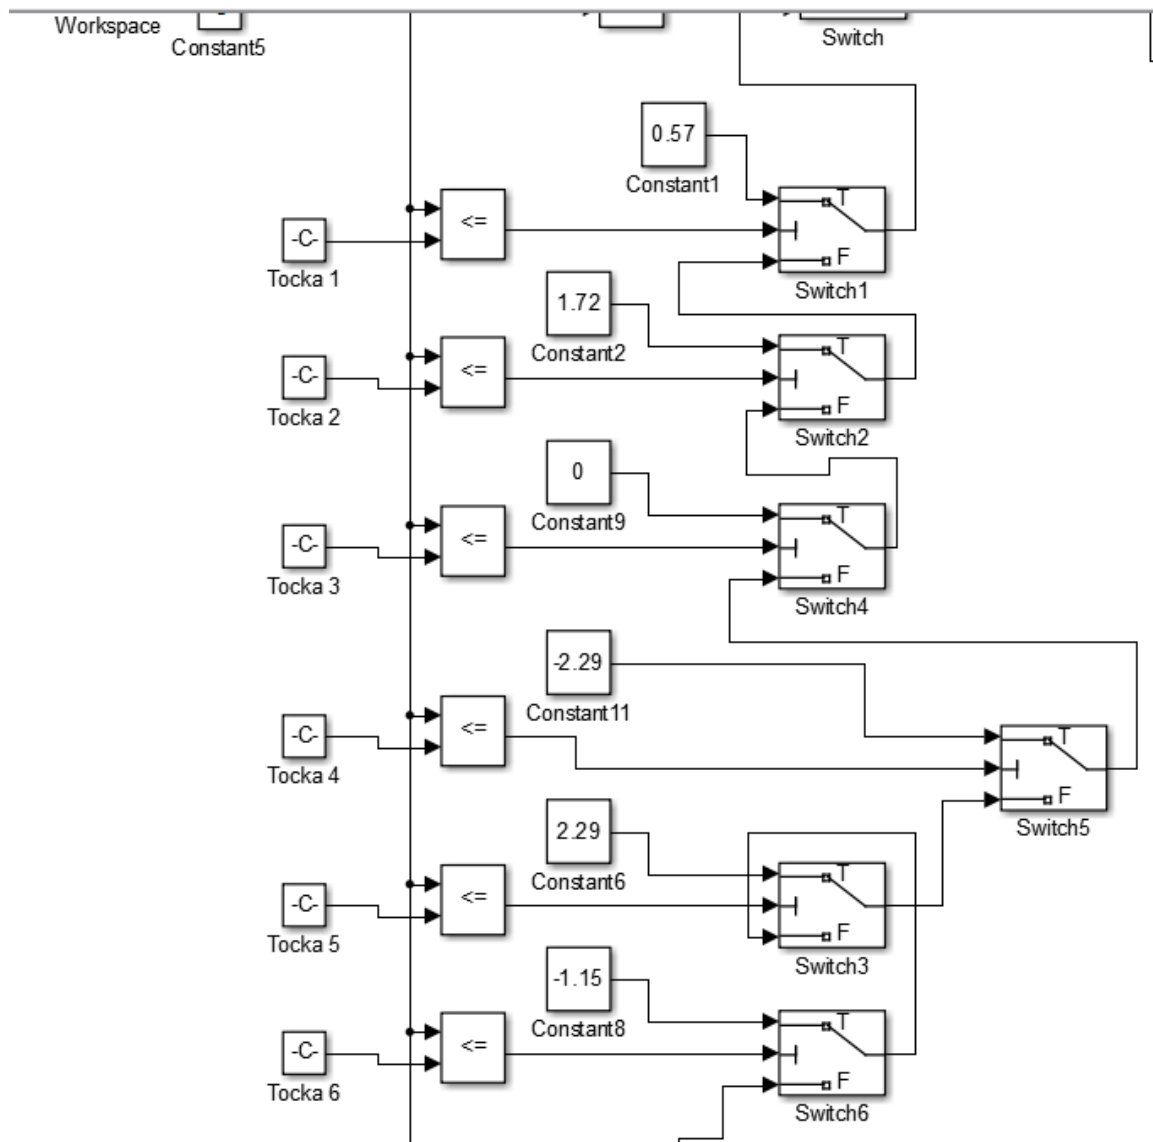 Workspace
Constant5
Switch
0.57
Constant1
T
<=
-C-
F
Tocka 1
Switch1
1.72
Constant2
T
<=
-C-
F
Tocka 2
Switch2
0
Constant9
T
<=
-C-
F
Tocka 3
Switch4
-2.29
Constant11
<=
-C-
T
Tocka 4
F
Switch5
2.29
Constant6
T
<=
-C-
F
Tocka 5
Switch3
-1.15
Constant8
T
<=
-C-
F
Tocka 6
Switch6